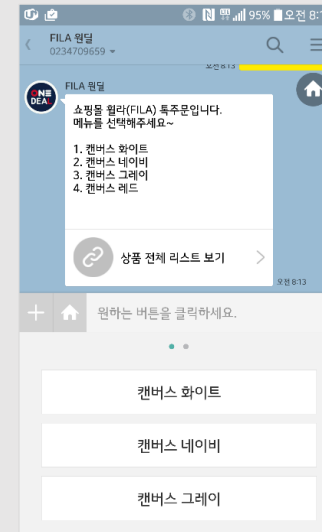 95% 오전 8:1
FILA 원딜
0234709659
오전 8:13
ONE
DEAL
FILA 원딜
쇼핑몰 휠라(FILA) 톡주문입니다.
메뉴를 선택해주세요~
1. 캔버스 화이트
2. 캔버스 네이비
3. 캔버스 그레이
4. 캔버스 레드
상품 전체 리스트 보기
오전 8:13
원하는 버튼을 클릭하세요.
캔버스 화이트
캔버스 네이비
캔버스 그레이